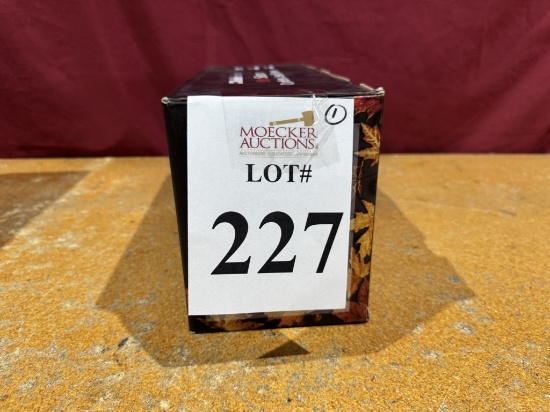 1
MOECKER
AUCTIONS
LOT#
227